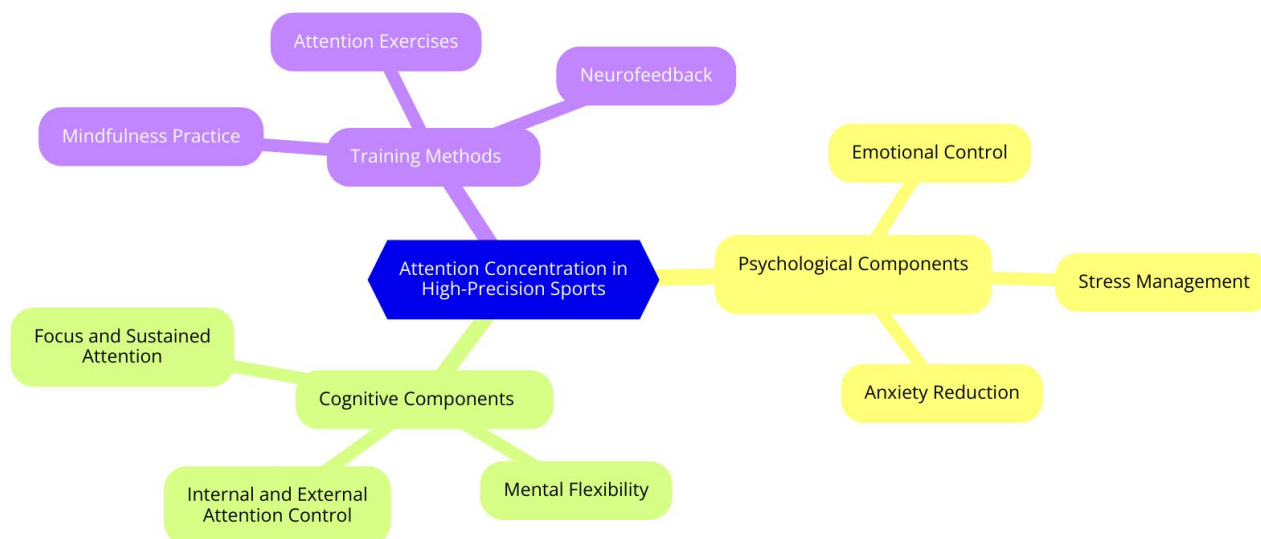 Attention Exercises
Neurofeedback
Mindfulness Practice
Training Methods
Emotional Control
Attention Concentration in
High-Precision Sports
Psychological Components
Stress Management
Anxiety Reduction
Focus and Sustained
Attention
Cognitive Components
Internal and External
Attention Control
Mental Flexibility